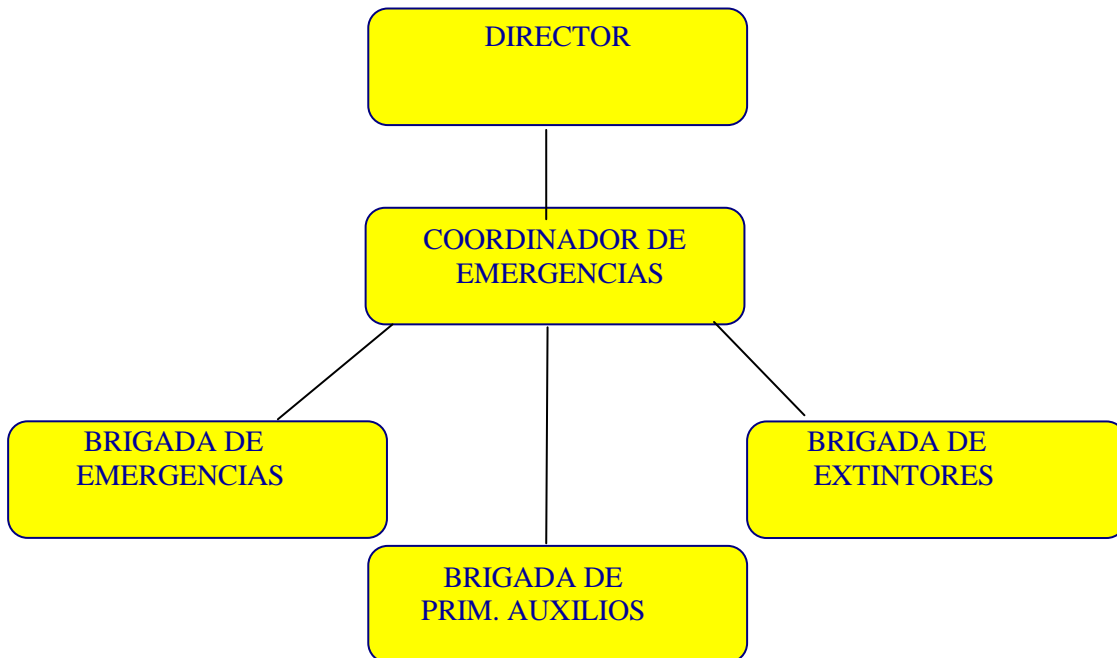 DIRECTOR
COORDINADOR DE
EMERGENCIAS
BRIGADA DE
EMERGENCIAS
BRIGADA DE
EXTINTORES
BRIGADA DE
PRIM. AUXILIOS